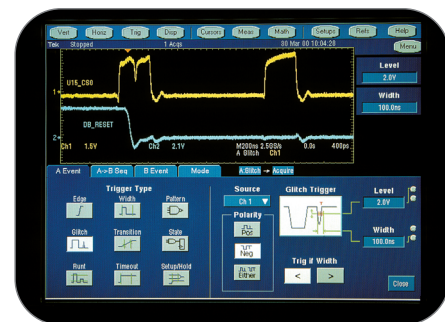 Vert Horiz Trig Disp Cursors Meas Math Setups Refs Help
Tek Stopped 1 Acqs 30 Mar 00 10:04:28
Menu
Level
2.0V
U15_CS0
1
Width
100.0ns
DB_RESET
2
Ch1 1.5V Ch2 2.1V M200ns 2.5GS/s 0.0s 400ps
A Glitch Ch1
A Event A->B Seq B Event Mode A:Glitch → Acquire
Trigger Type
Edge Width Pattern
Glitch Transition State
Runt Timeout Setup/Hold
Source
Ch 1
Polarity
Pos
Neg
Either
Glitch Trigger
Trig if Width
< >
Level
2.0V
Width
100.0ns
Close